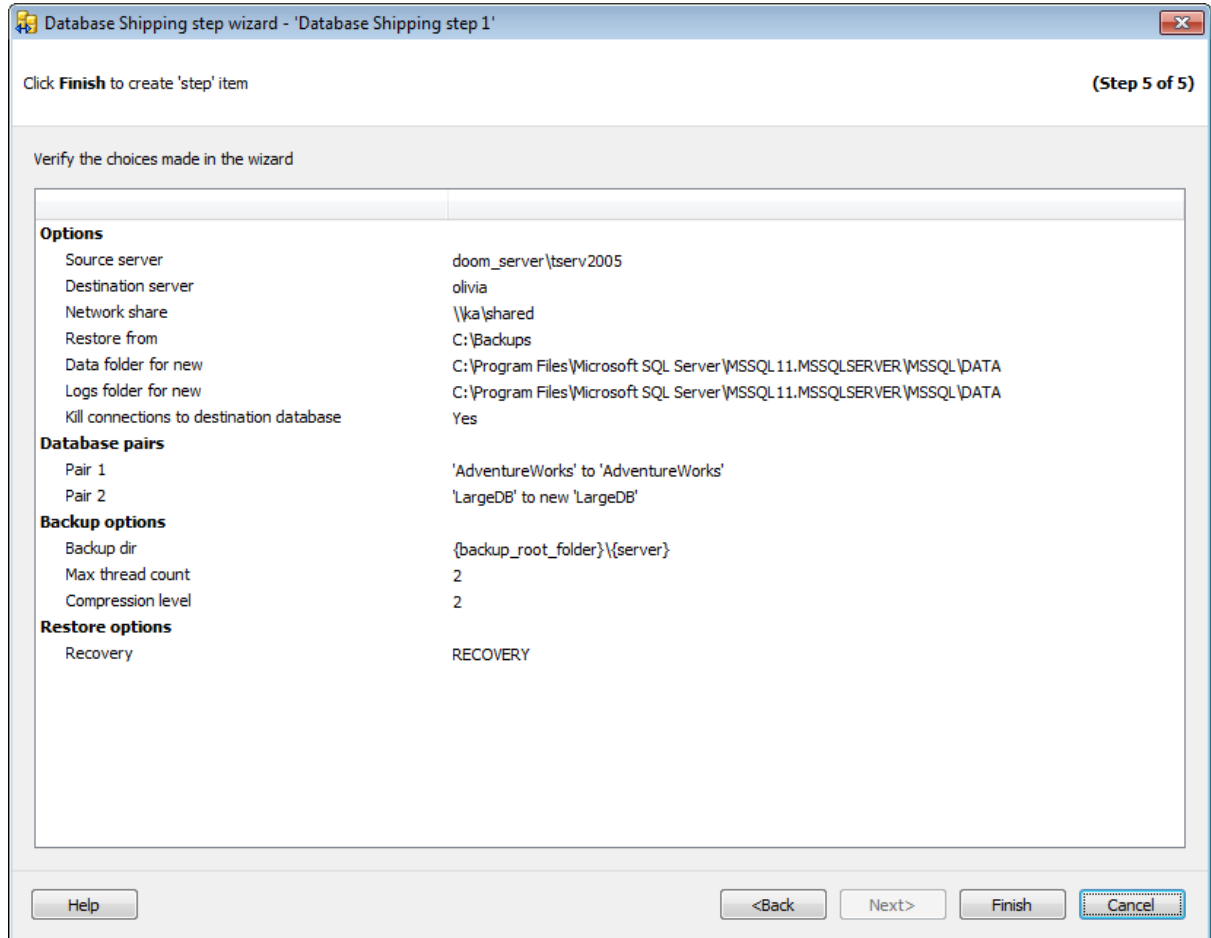 Database Shipping step wizard - 'Database Shipping step 1'
Click Finish to create 'step' item
(Step 5 of 5)
Verify the choices made in the wizard
Options
Source server doom_server\tserv2005
Destination server olivia
Network share \\ka\shared
Restore from C:\Backups
Data folder for new C:\Program Files\Microsoft SQL Server\MSSQL11.MSSQLSERVER\MSSQL\DATA
Logs folder for new C:\Program Files\Microsoft SQL Server\MSSQL11.MSSQLSERVER\MSSQL\DATA
Kill connections to destination database Yes
Database pairs
Pair 1 'AdventureWorks' to 'AdventureWorks'
Pair 2 'LargeDB' to new 'LargeDB'
Backup options
Backup dir {backup_root_folder}\{server}
Max thread count 2
Compression level 2
Restore options
Recovery RECOVERY
Help <Back Next> Finish Cancel